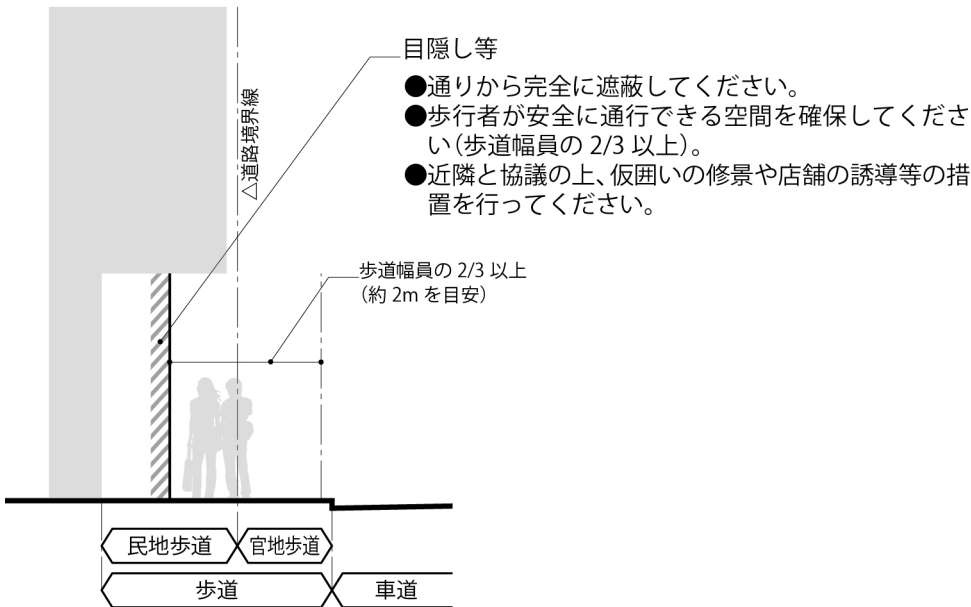 目隠し等
●通りから完全に遮蔽してください。
●歩行者が安全に通行できる空間を確保してくださ
い(歩道幅員の 2/3 以上)。
●近隣と協議の上、仮囲いの修景や店舗の誘導等の措
置を行ってください。
△道路境界線
歩道幅員の 2/3 以上
(約 2m を目安)
民地歩道
官地歩道
歩道
車道